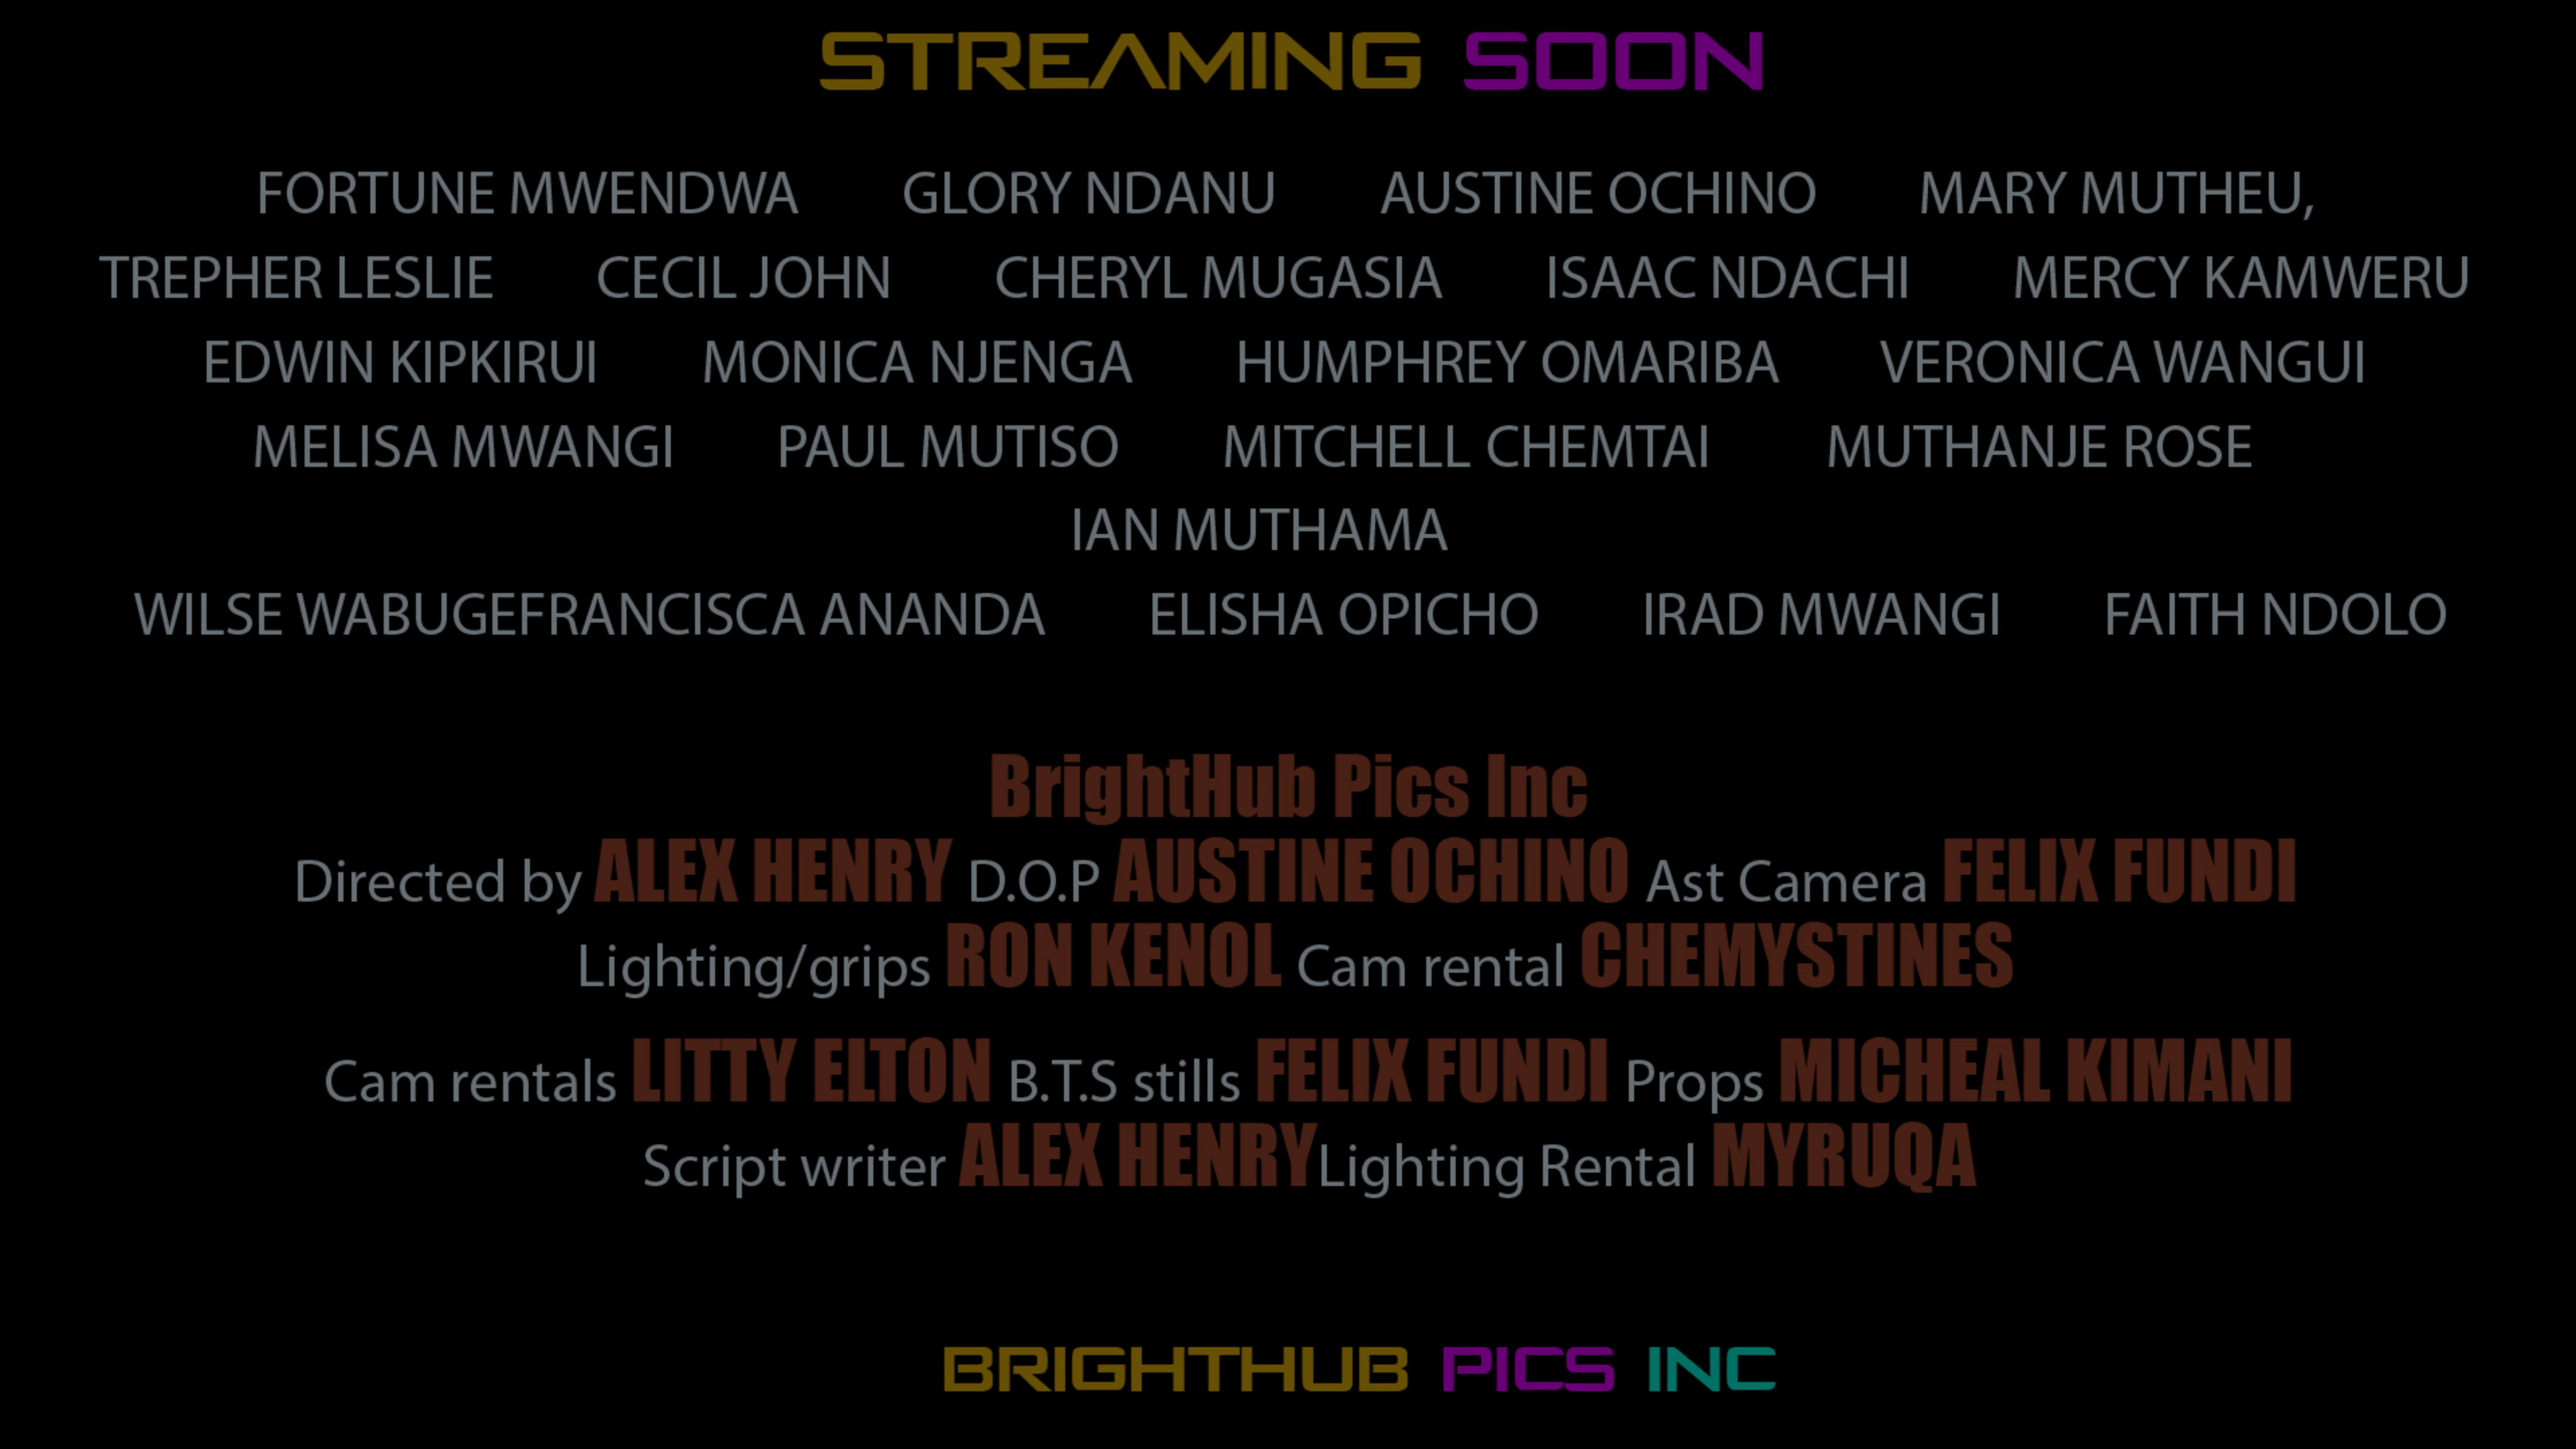 STREAMING SOON
FORTUNE MWENDWA GLORY NDANU AUSTINE OCHINO MARY MUTHEU,
TREPHER LESLIE CECIL JOHN CHERYL MUGASIA ISAAC NDACHI MERCY KAMWERU
EDWIN KIPKIRUI MONICA NJENGA HUMPHREY OMARIBA VERONICA WANGUI
MELISA MWANGI PAUL MUTISO MITCHELL CHEMTAI MUTHANJE ROSE
IAN MUTHAMA
WILSE WABUGEFRANCISCA ANANDA ELISHA OPICHO IRAD MWANGI FAITH NDOLO
BrightHub Pics Inc
Directed by ALEX HENRY D.O.P AUSTINE OCHINO Ast Camera FELIX FUNDI
Lighting/grips RON KENOL Cam rental CHEMYSTINES
Cam rentals LITTY ELTON B.T.S stills FELIX FUNDI Props MICHEAL KIMANI
Script writer ALEX HENRYLighting Rental MYRUQA
BRIGHTHUB PICS INC